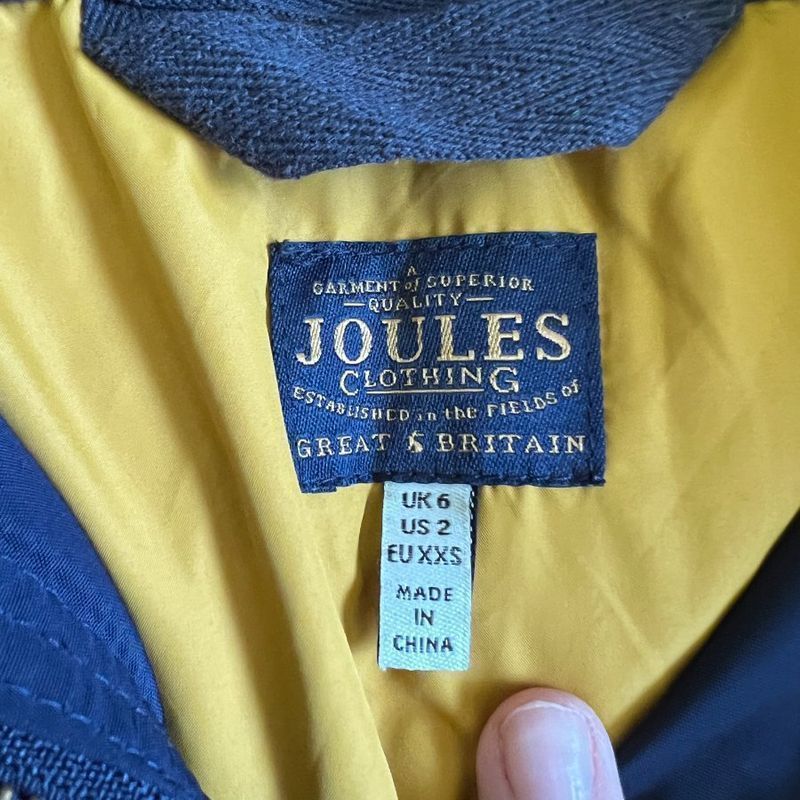 A
GARMENT of SUPERIOR
QUALITY
JOULES
CLOTHING
ESTABLISHED in the FIELDS of
GREAT BRITAIN
UK 6
US 2
EU XXS
MADE
IN
CHINA